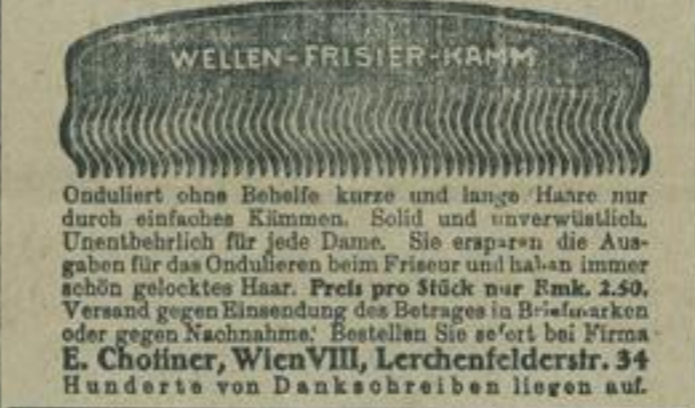 WELLEN-FRISIER-KAMM
Onduliert ohne Behelfe kurze und lange Haare nur
durch einfaches Kämmen. Solid und unverwüstlich.
Unentbehrlich für jede Dame. Sie ersparen die Aus-
gaben für das Ondulieren beim Friseur und haben immer
schön gelocktes Haar. Preis pro Stück nur Rmk. 2.50.
Versand gegen Einsendung des Betrages in Briefmarken
oder gegen Nachnahme. Bestellen Sie sofort bei Firma
E. Chotiner, Wien VIII, Lerchenfelderstr. 34
Hunderte von Dankschreiben liegen auf.